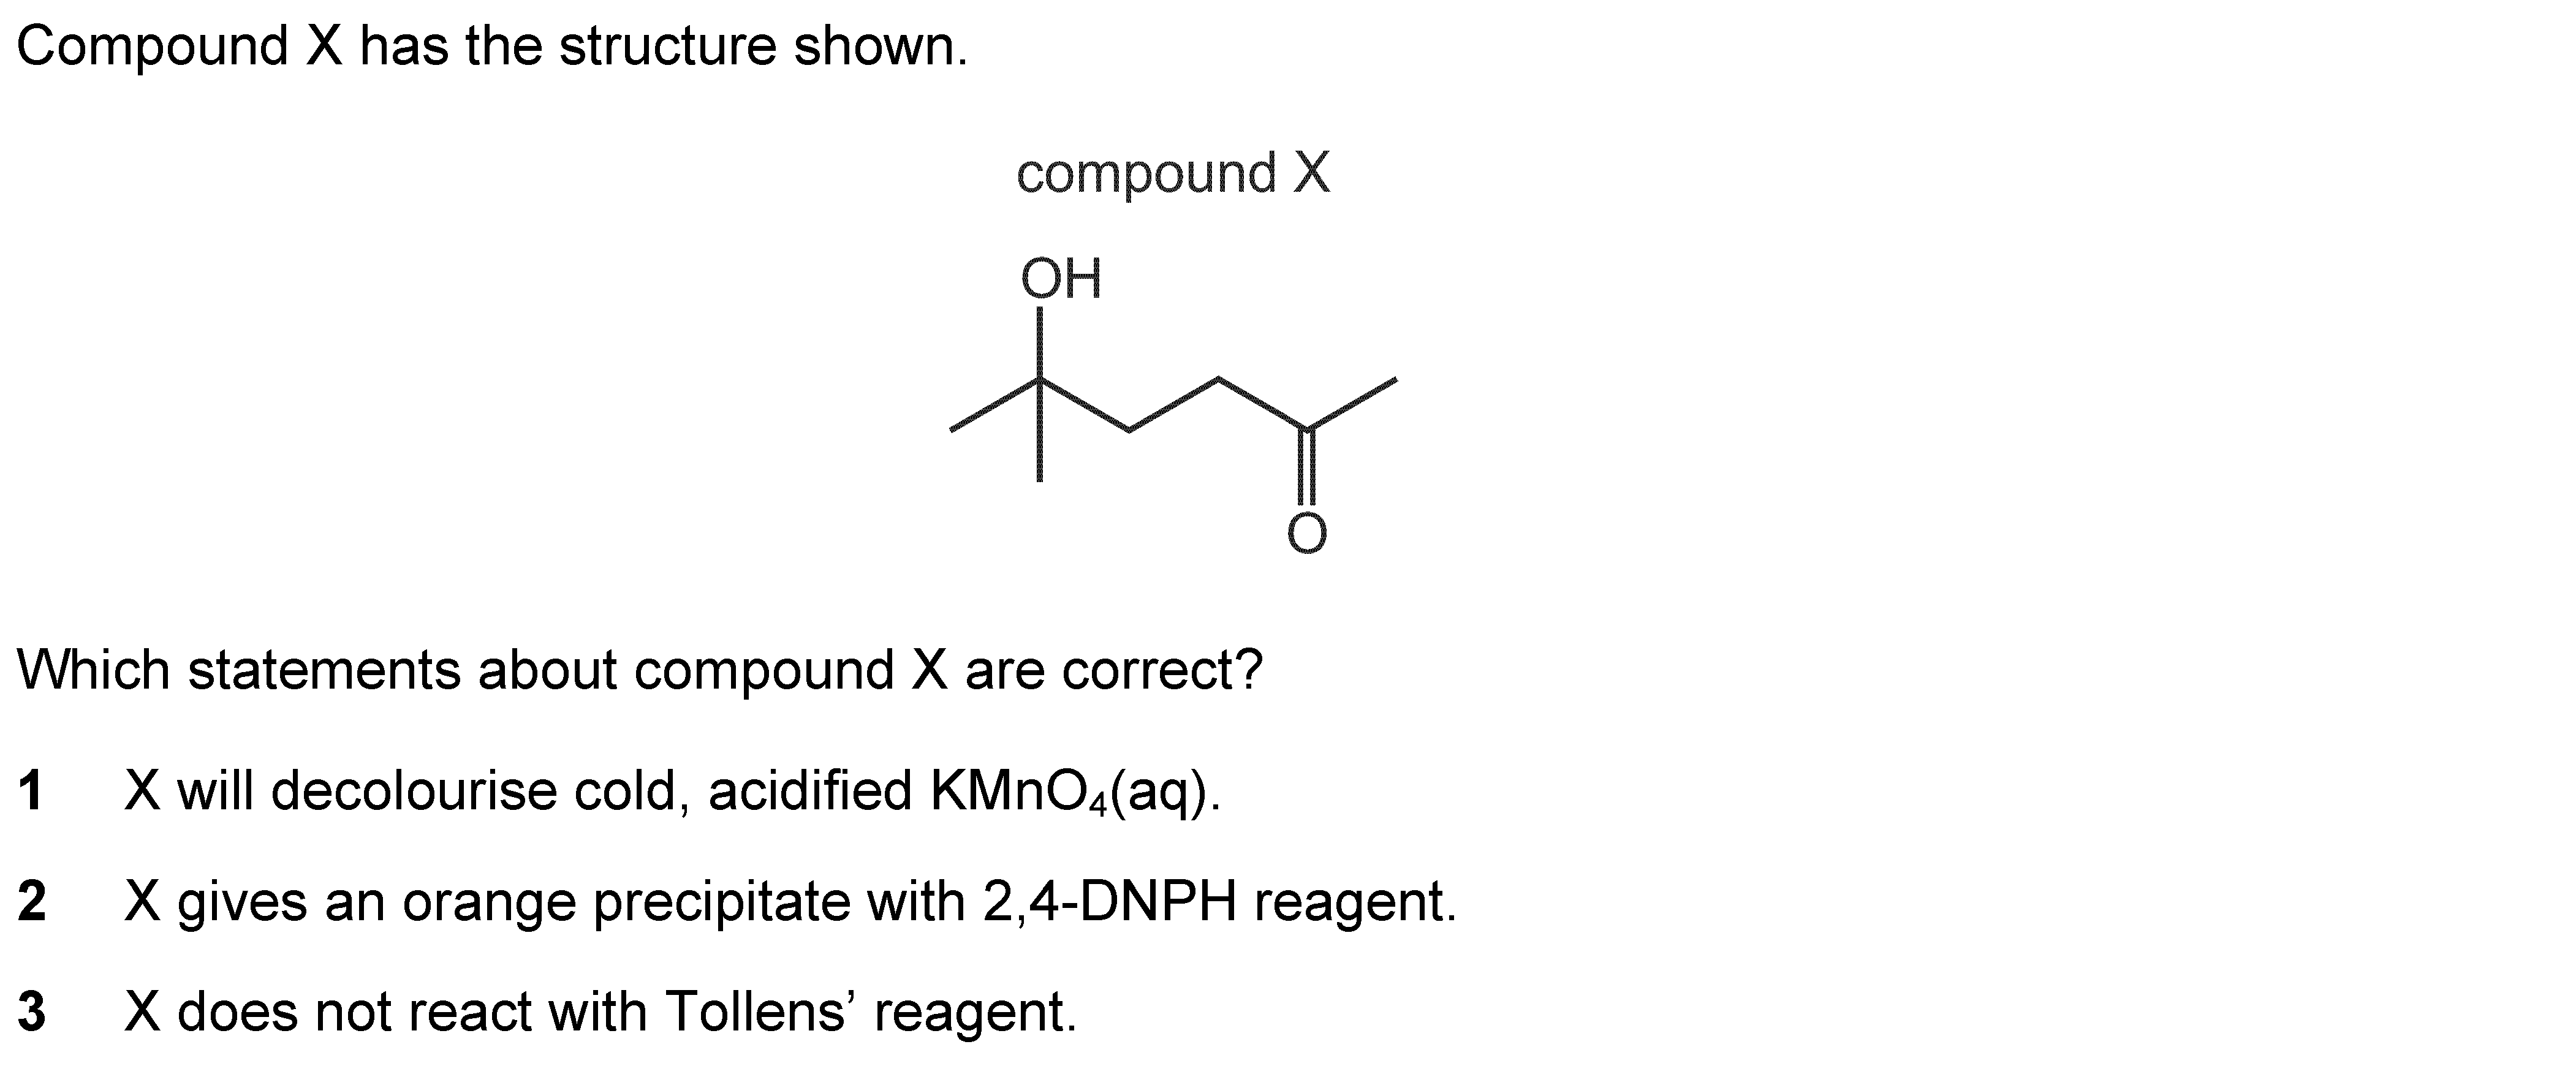 Compound X has the structure shown.
compound X
OH
O
Which statements about compound X are correct?
1 X will decolourise cold, acidified KMnO₄(aq).
2 X gives an orange precipitate with 2,4-DNPH reagent.
3 X does not react with Tollens’ reagent.